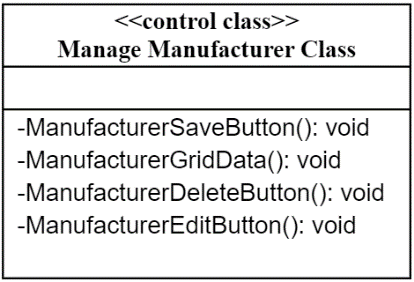 <<control class>>
Manage Manufacturer Class
-ManufacturerSaveButton(): void
-ManufacturerGridData(): void
-ManufacturerDeleteButton(): void
-ManufacturerEditButton(): void